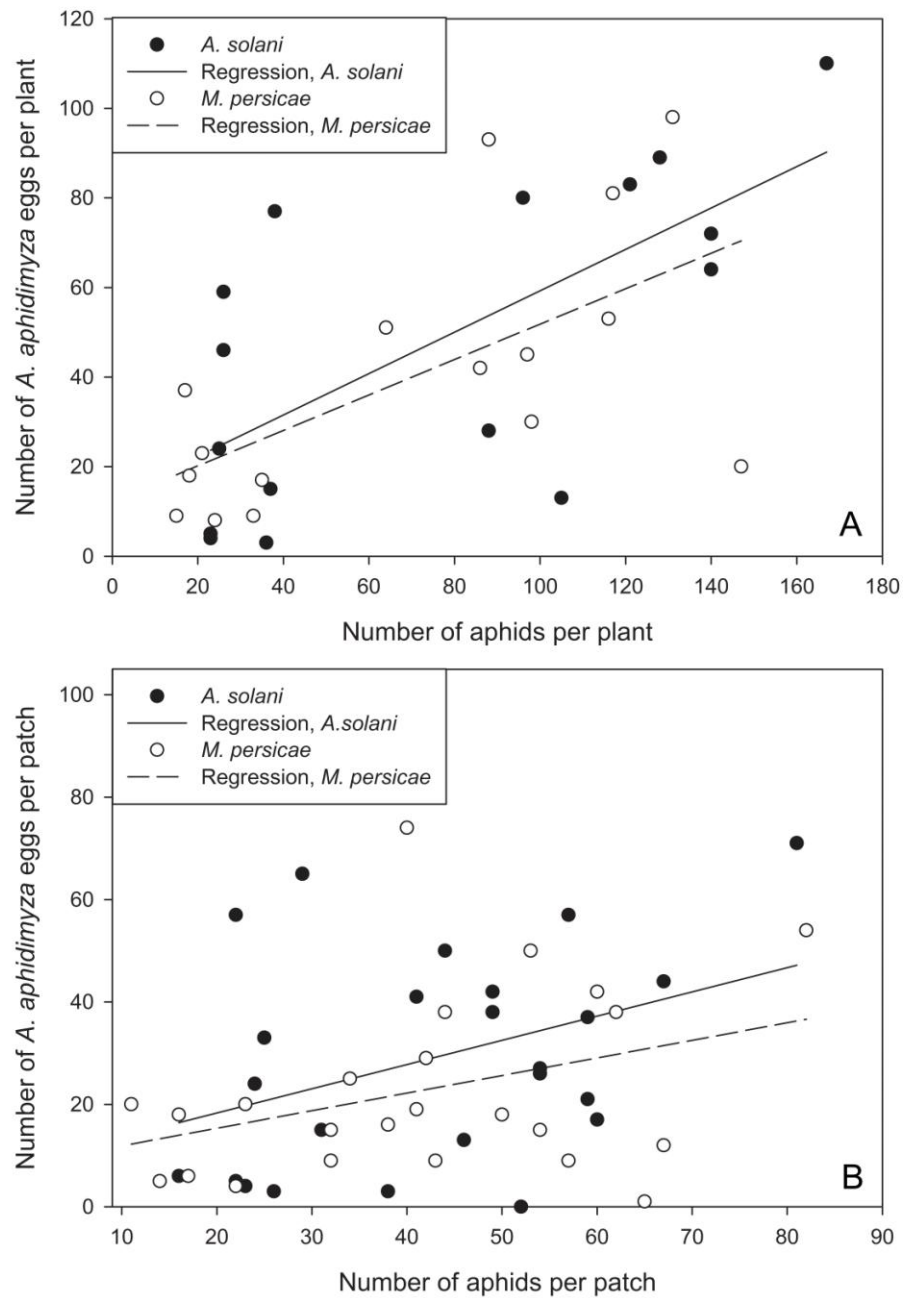 120
100
80
60
40
20
0
Number of A. aphidimyza eggs per plant
A. solani
Regression, A. solani
M. persicae
Regression, M. persicae
A
0 20 40 60 80 100 120 140 160 180
Number of aphids per plant
100
80
60
40
20
0
Number of A. aphidimyza eggs per patch
A. solani
Regression, A.solani
M. persicae
Regression, M. persicae
B
10 20 30 40 50 60 70 80 90
Number of aphids per patch